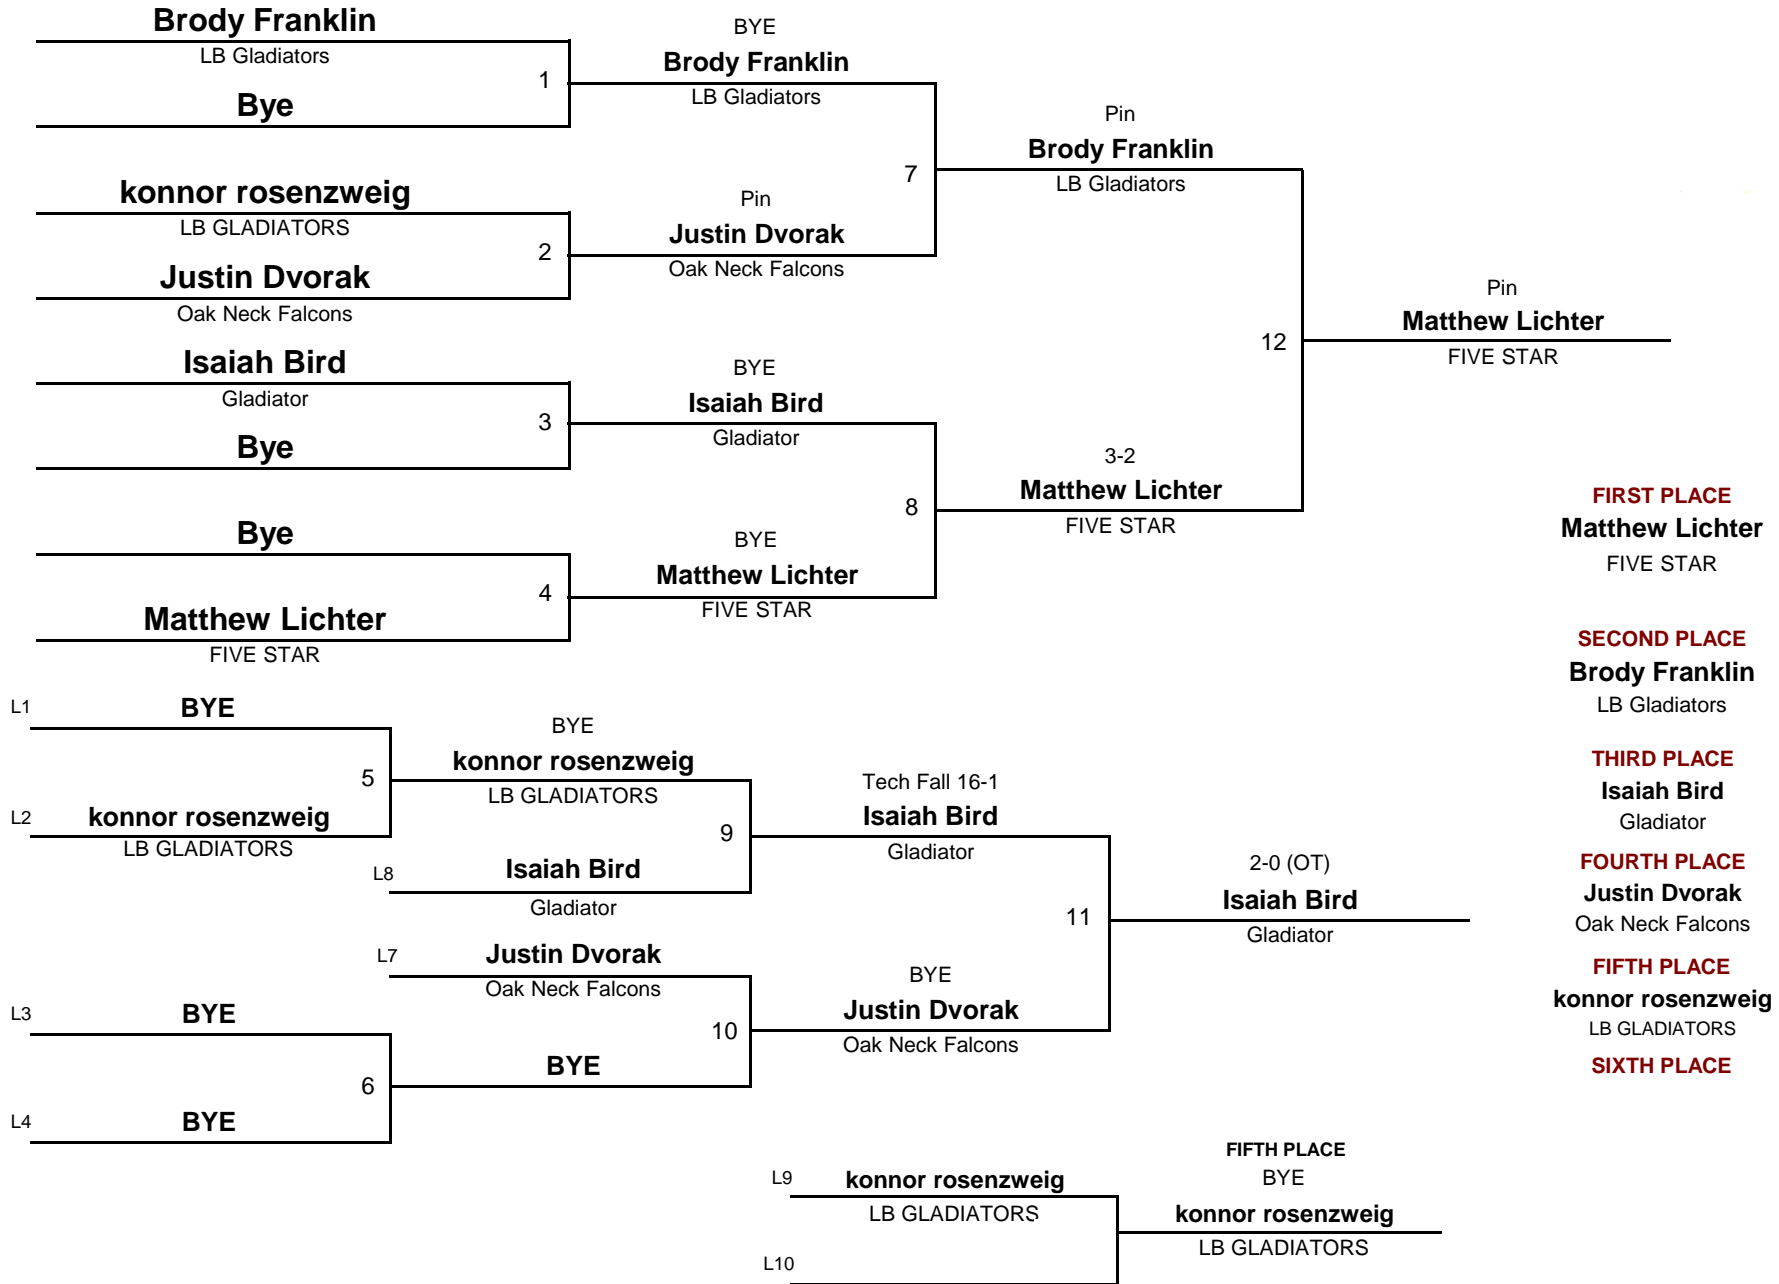 Brody Franklin
LB Gladiators
1
Bye
BYE
Brody Franklin
LB Gladiators
konnor rosenzweig
LB GLADIATORS
2
Justin Dvorak
Oak Neck Falcons
Pin
Justin Dvorak
Oak Neck Falcons
7
Pin
Brody Franklin
LB Gladiators
Isaiah Bird
Gladiator
3
Bye
BYE
Isaiah Bird
Gladiator
Bye
4
Matthew Lichter
FIVE STAR
BYE
Matthew Lichter
FIVE STAR
8
3-2
Matthew Lichter
FIVE STAR
12
Pin
Matthew Lichter
FIVE STAR
FIRST PLACE
Matthew Lichter
FIVE STAR
SECOND PLACE
Brody Franklin
LB Gladiators
THIRD PLACE
Isaiah Bird
Gladiator
FOURTH PLACE
Justin Dvorak
Oak Neck Falcons
FIFTH PLACE
konnor rosenzweig
LB GLADIATORS
SIXTH PLACE
L1 BYE
5
L2 konnor rosenzweig
LB GLADIATORS
BYE
konnor rosenzweig
LB GLADIATORS
9
L8 Isaiah Bird
Gladiator
Tech Fall 16-1
Isaiah Bird
Gladiator
L7 Justin Dvorak
Oak Neck Falcons
10
L3 BYE
6
L4 BYE
BYE
BYE
Justin Dvorak
Oak Neck Falcons
11
2-0 (OT)
Isaiah Bird
Gladiator
L9 konnor rosenzweig
LB GLADIATORS
L10
FIFTH PLACE
BYE
konnor rosenzweig
LB GLADIATORS